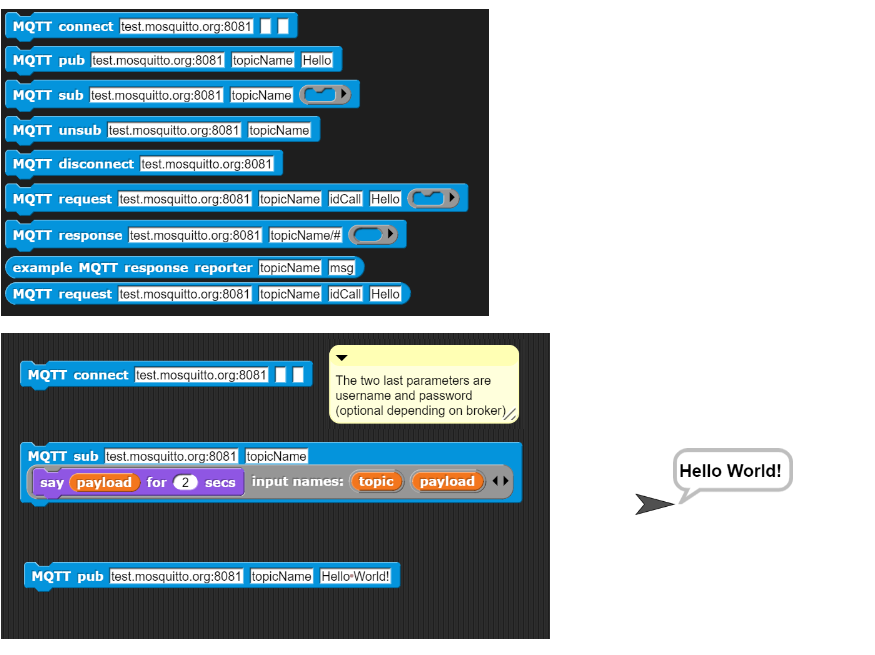 MQTT connect test.mosquitto.org:8081
MQTT pub test.mosquitto.org:8081 topicName Hello
MQTT sub test.mosquitto.org:8081 topicName
MQTT unsub test.mosquitto.org:8081 topicName
MQTT disconnect test.mosquitto.org:8081
MQTT request test.mosquitto.org:8081 topicName idCall Hello
MQTT response test.mosquitto.org:8081 topicName/#
example MQTT response reporter topicName msg
MQTT request test.mosquitto.org:8081 topicName idCall Hello
MQTT connect test.mosquitto.org:8081
The two last parameters are
username and password
(optional depending on broker)
MQTT sub test.mosquitto.org:8081 topicName
say payload for 2 secs input names: topic payload
Hello World!
MQTT pub test.mosquitto.org:8081 topicName Hello•World!